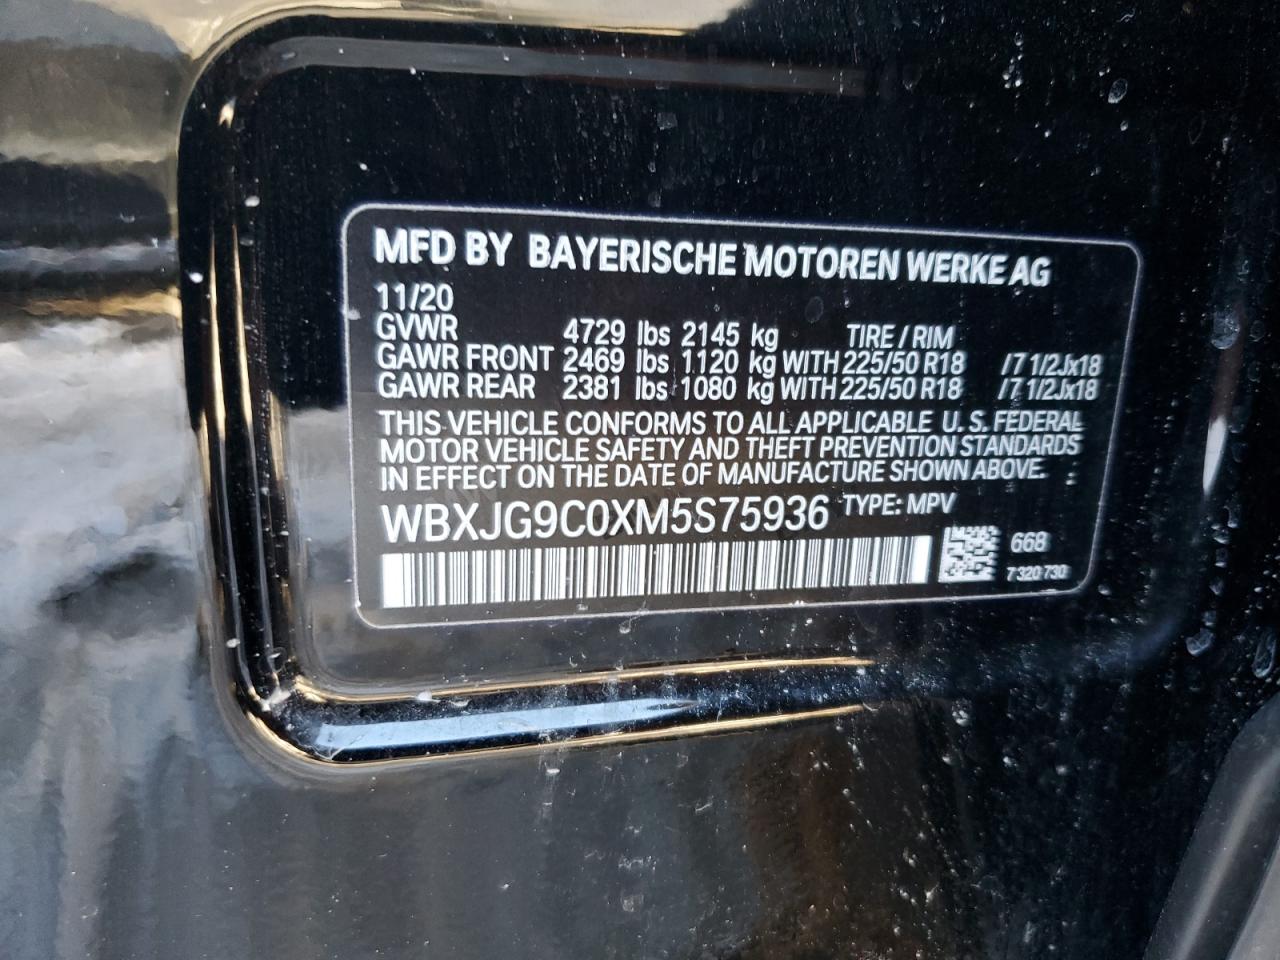 MFD BY BAYERISCHE MOTOREN WERKE AG
11/20
GVWR 4729 lbs 2145 kg TIRE / RIM
GAWR FRONT 2469 lbs 1120 kg WITH 225/50 R18 /7 1/2Jx18
GAWR REAR 2381 lbs 1080 kg WITH 225/50 R18 /7 1/2Jx18
THIS VEHICLE CONFORMS TO ALL APPLICABLE U. S. FEDERAL
MOTOR VEHICLE SAFETY AND THEFT PREVENTION STANDARDS
IN EFFECT ON THE DATE OF MANUFACTURE SHOWN ABOVE.
WBXJG9C0XM5S75936 TYPE: MPV
668
7 320 730